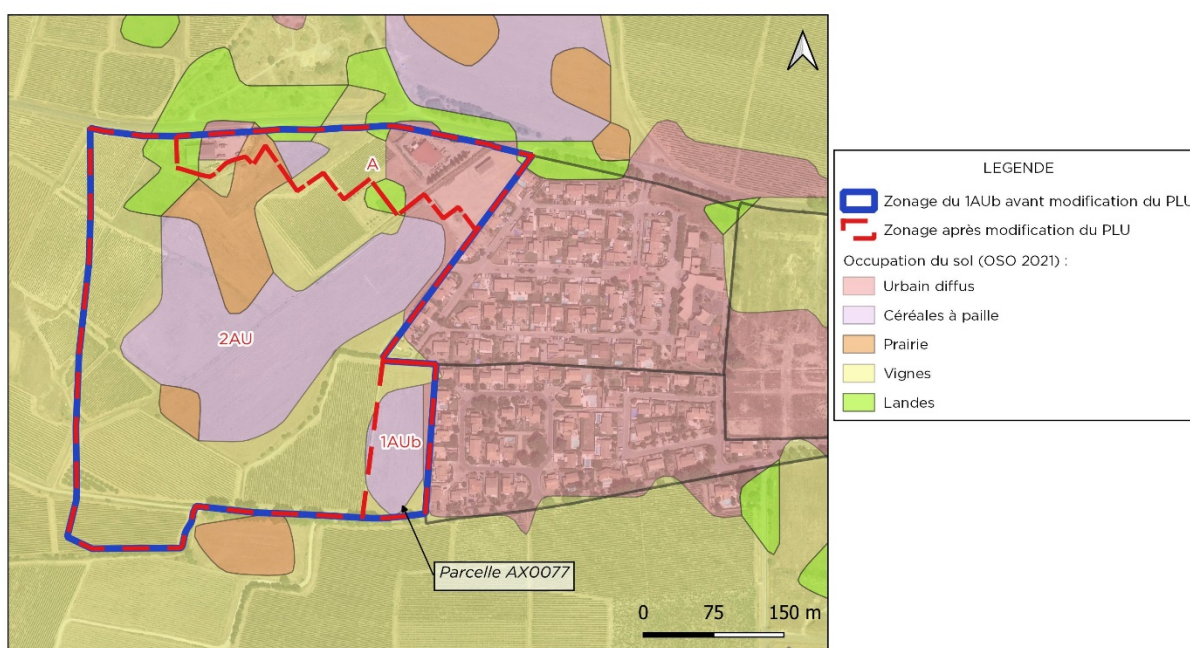 A
2AU
1AUb
Parcelle AX0077
0 75 150 m
LEGENDE
Zonage du 1AUb avant modification du PLU
Zonage après modification du PLU
Occupation du sol (OSO 2021) :
Urbain diffus
Céréales à paille
Prairie
Vignes
Landes